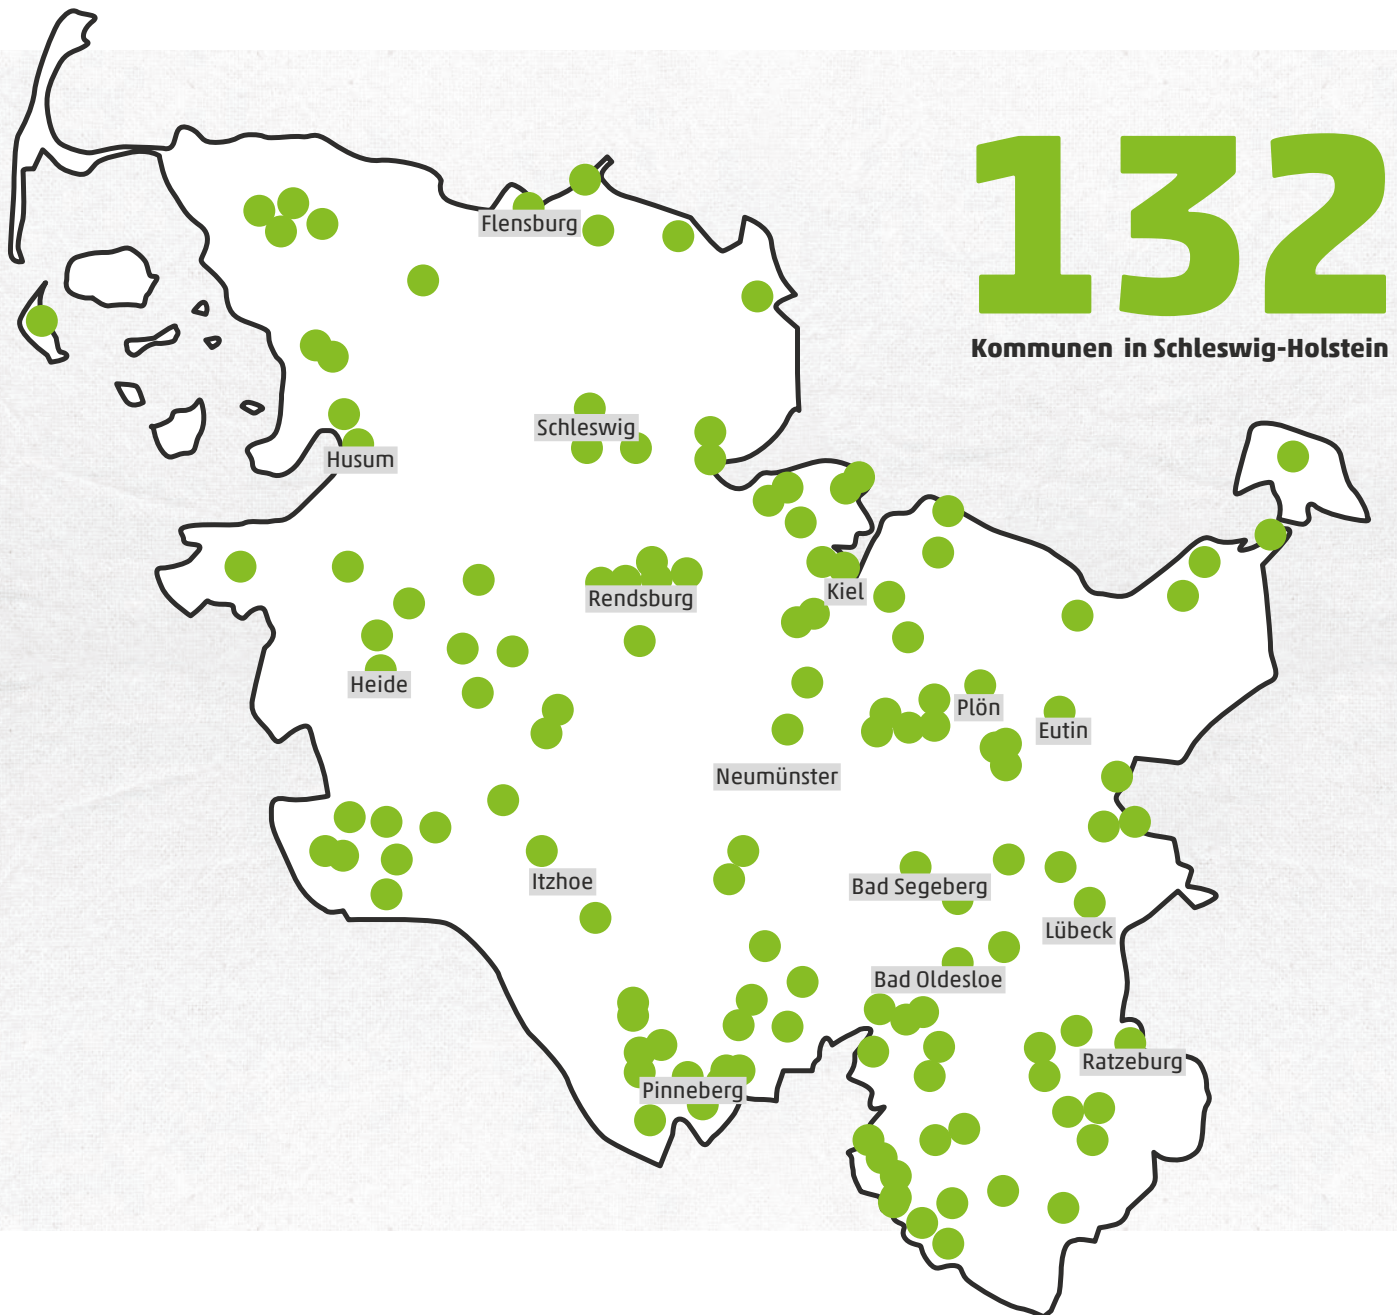 132
Kommunen in Schleswig-Holstein
Flensburg
Schleswig
Husum
Rendsburg
Kiel
Heide
Plön
Eutin
Neumünster
Itzhoe
Bad Segeberg
Lübeck
Bad Oldesloe
Ratzeburg
Pinneberg